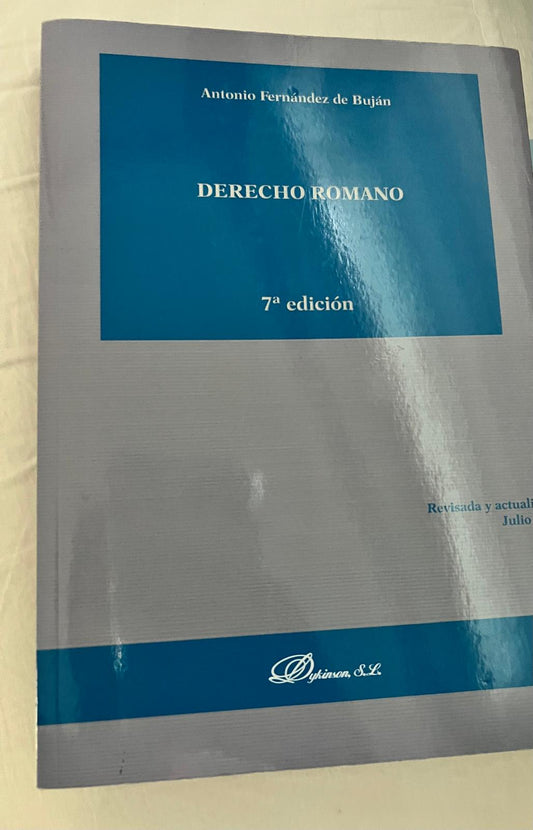 Antonio Fernández de Buján
DERECHO ROMANO
7ª edición
Revisada y actuali
Julio
Dykinson, S.L.